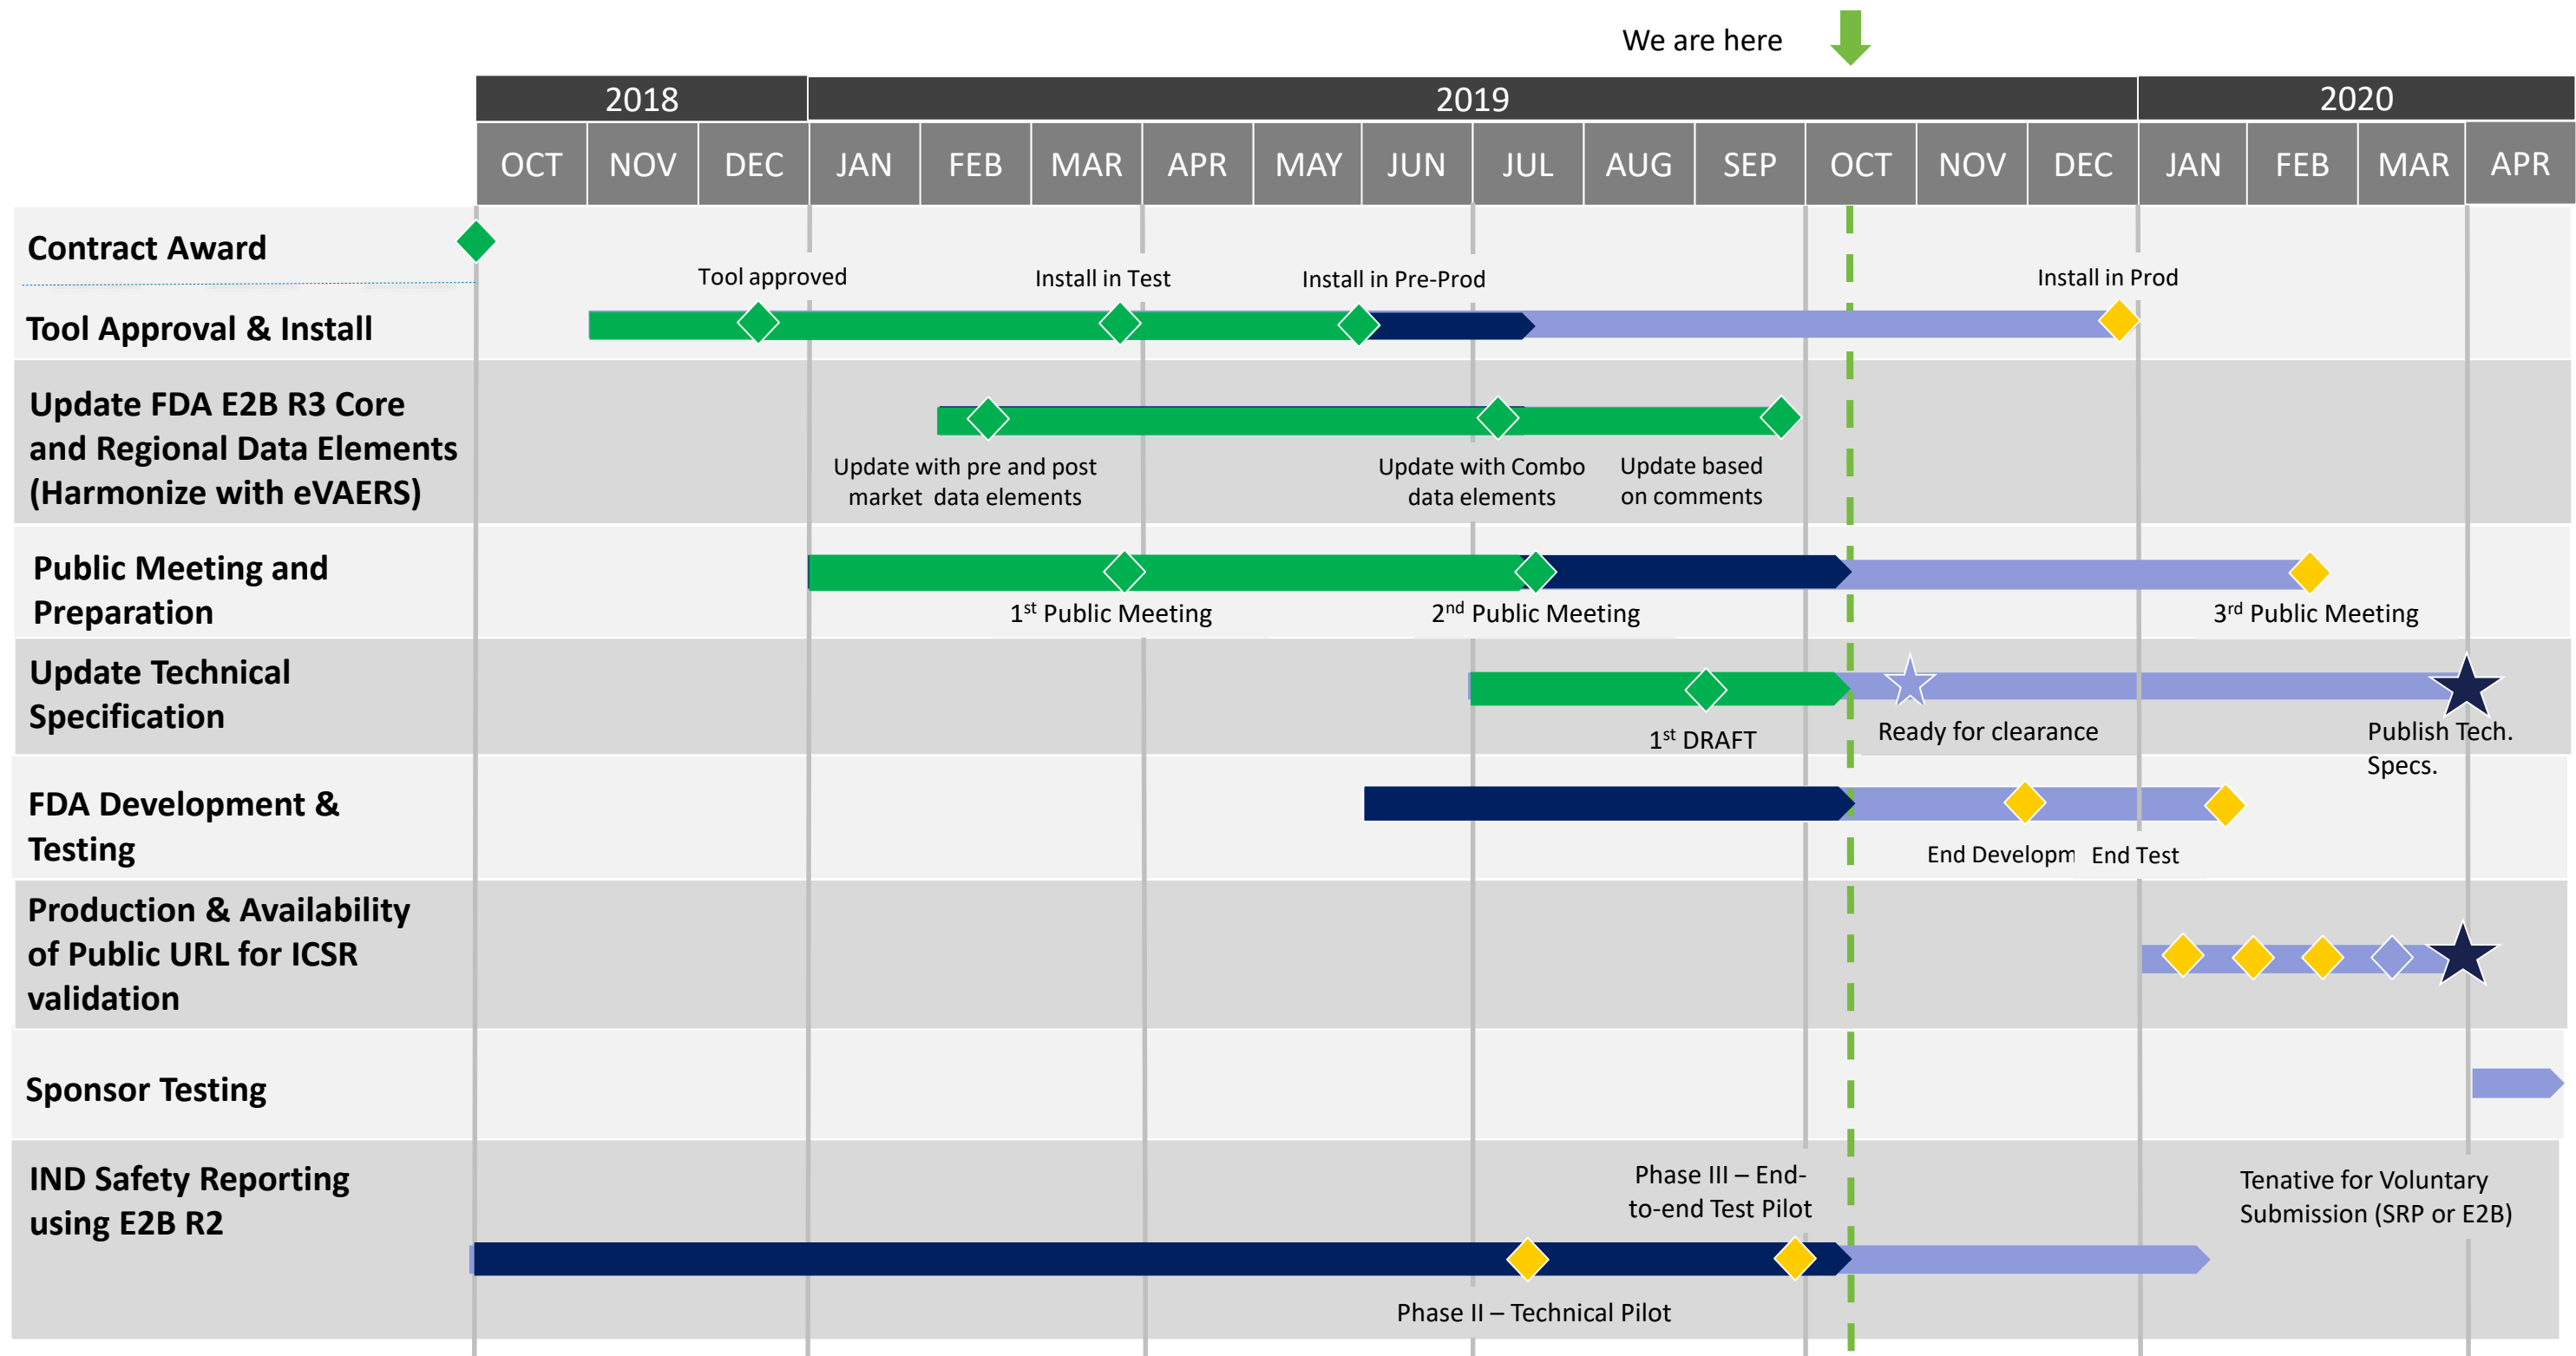 We are here
2018 2019 2020
OCT NOV DEC JAN FEB MAR APR MAY JUN JUL AUG SEP OCT NOV DEC JAN FEB MAR APR
Contract Award
Tool approved
Install in Test
Install in Pre-Prod
Install in Prod
Tool Approval & Install
Update FDA E2B R3 Core
and Regional Data Elements
(Harmonize with eVAERS)
Update with pre and post
market data elements
Update with Combo
data elements
Update based
on comments
Public Meeting and
Preparation
1st Public Meeting
2nd Public Meeting
3rd Public Meeting
Update Technical
Specification
1st DRAFT
Ready for clearance
Publish Tech.
Specs.
FDA Development &
Testing
End Developm
End Test
Production & Availability
of Public URL for ICSR
validation
Sponsor Testing
IND Safety Reporting
using E2B R2
Phase III – End-
to-end Test Pilot
Tenative for Voluntary
Submission (SRP or E2B)
Phase II – Technical Pilot